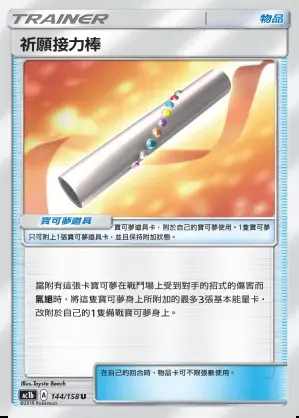 TRAINER 物品
祈願接力棒
寶可夢道具 寶可夢道具卡，附於自己的寶可夢使用。1隻寶可夢
只可附上1張寶可夢道具卡，並且保持附加狀態。
當附有這張卡寶可夢在戰鬥場上受到對手的招式的傷害而
氣絕時，將這隻寶可夢身上所附加的最多3張基本能量卡，
改附於自己的1隻備戰寶可夢身上。
Illus.Toyste Beach
AC1b A 144/158 U
©2019 Pokémon
在自己的回合時，物品卡可不限張數使用。